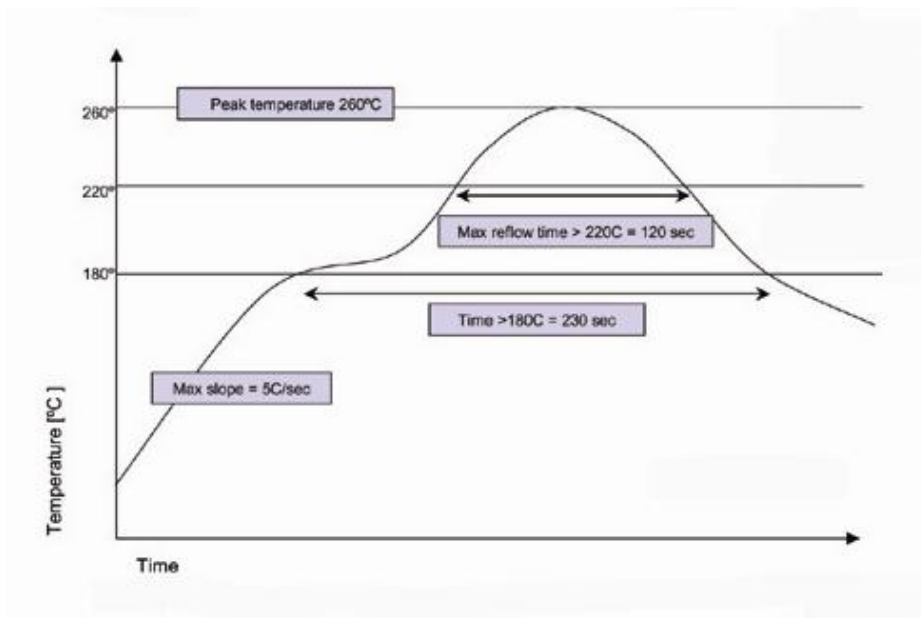 Peak temperature 260ºC
260º
220º
Max reflow time > 220C = 120 sec
180º
Time >180C = 230 sec
Max slope = 5C/sec
Temperature [ºC ]
Time